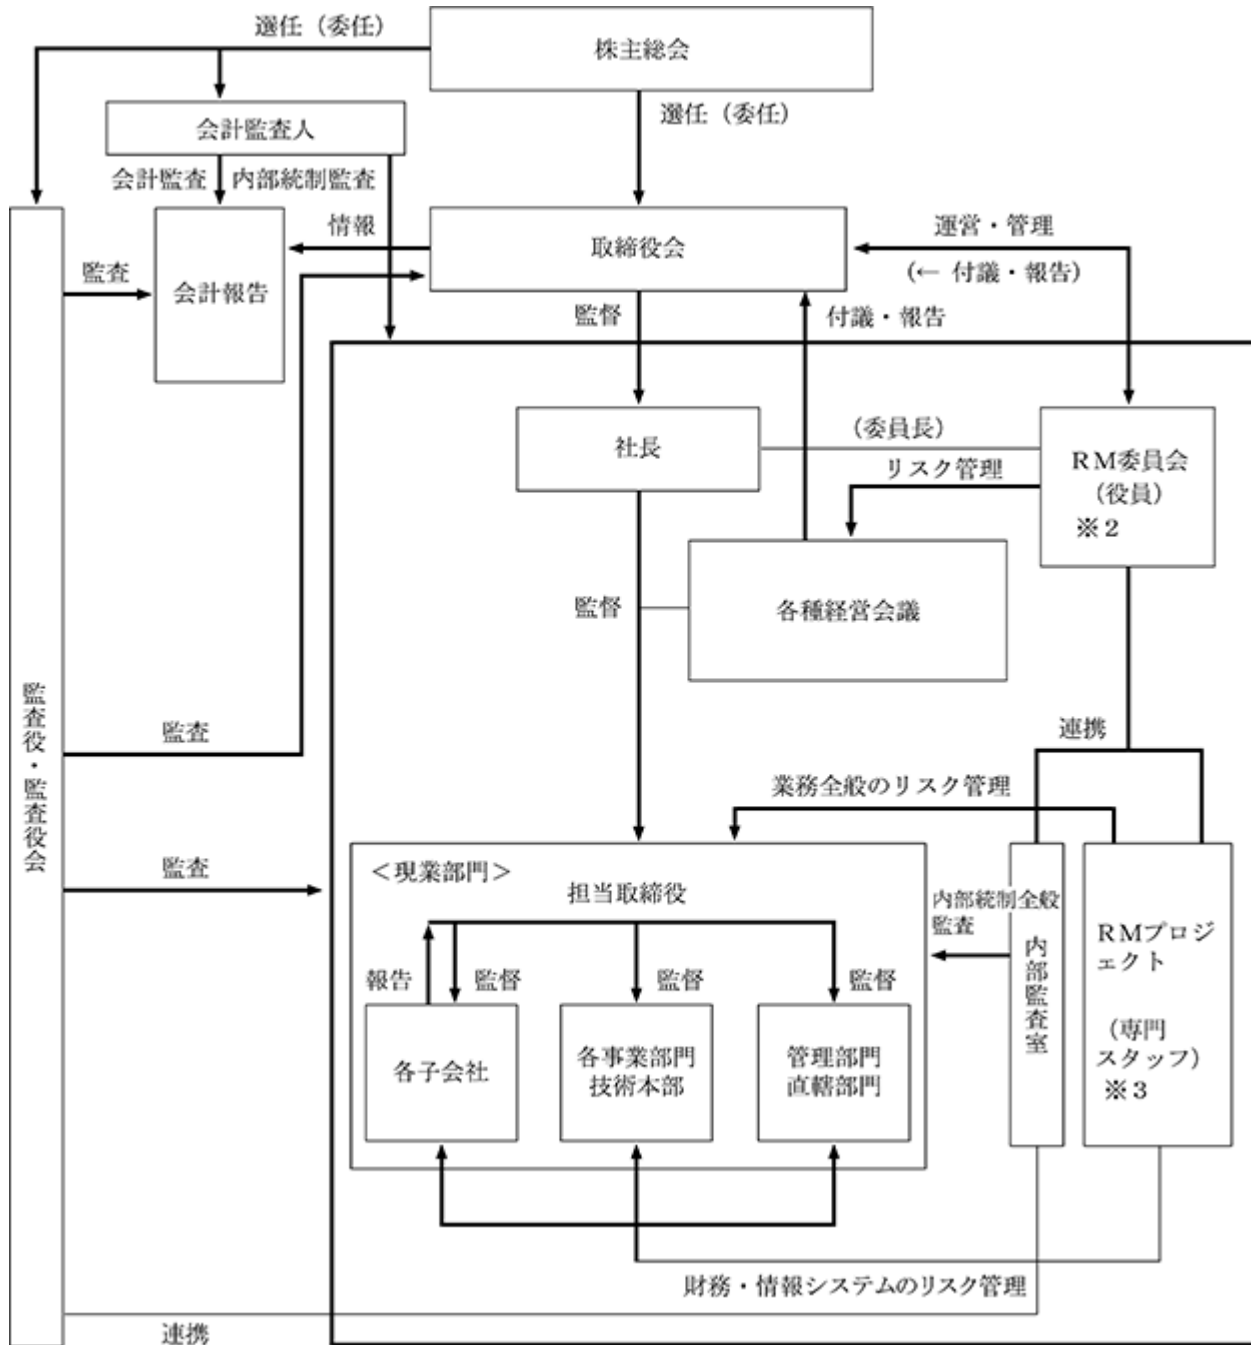 選任（委任）
株主総会
選任（委任）
会計監査人
会計監査
内部統制監査
情報
取締役会
運営・管理
（← 付議・報告）
監査
会計報告
監督
付議・報告
社長
（委員長）
リスク管理
ＲＭ委員会
（役員）
※２
監督
各種経営会議
監査役・監査役会
監査
連携
業務全般のリスク管理
監査
＜現業部門＞
担当取締役
内部統制全般
監査
報告
監督
監督
監督
内部監査室
ＲＭプロジ
ェクト
（専門
スタッフ）
※３
各子会社
各事業部門
技術本部
管理部門
直轄部門
財務・情報システムのリスク管理
連携